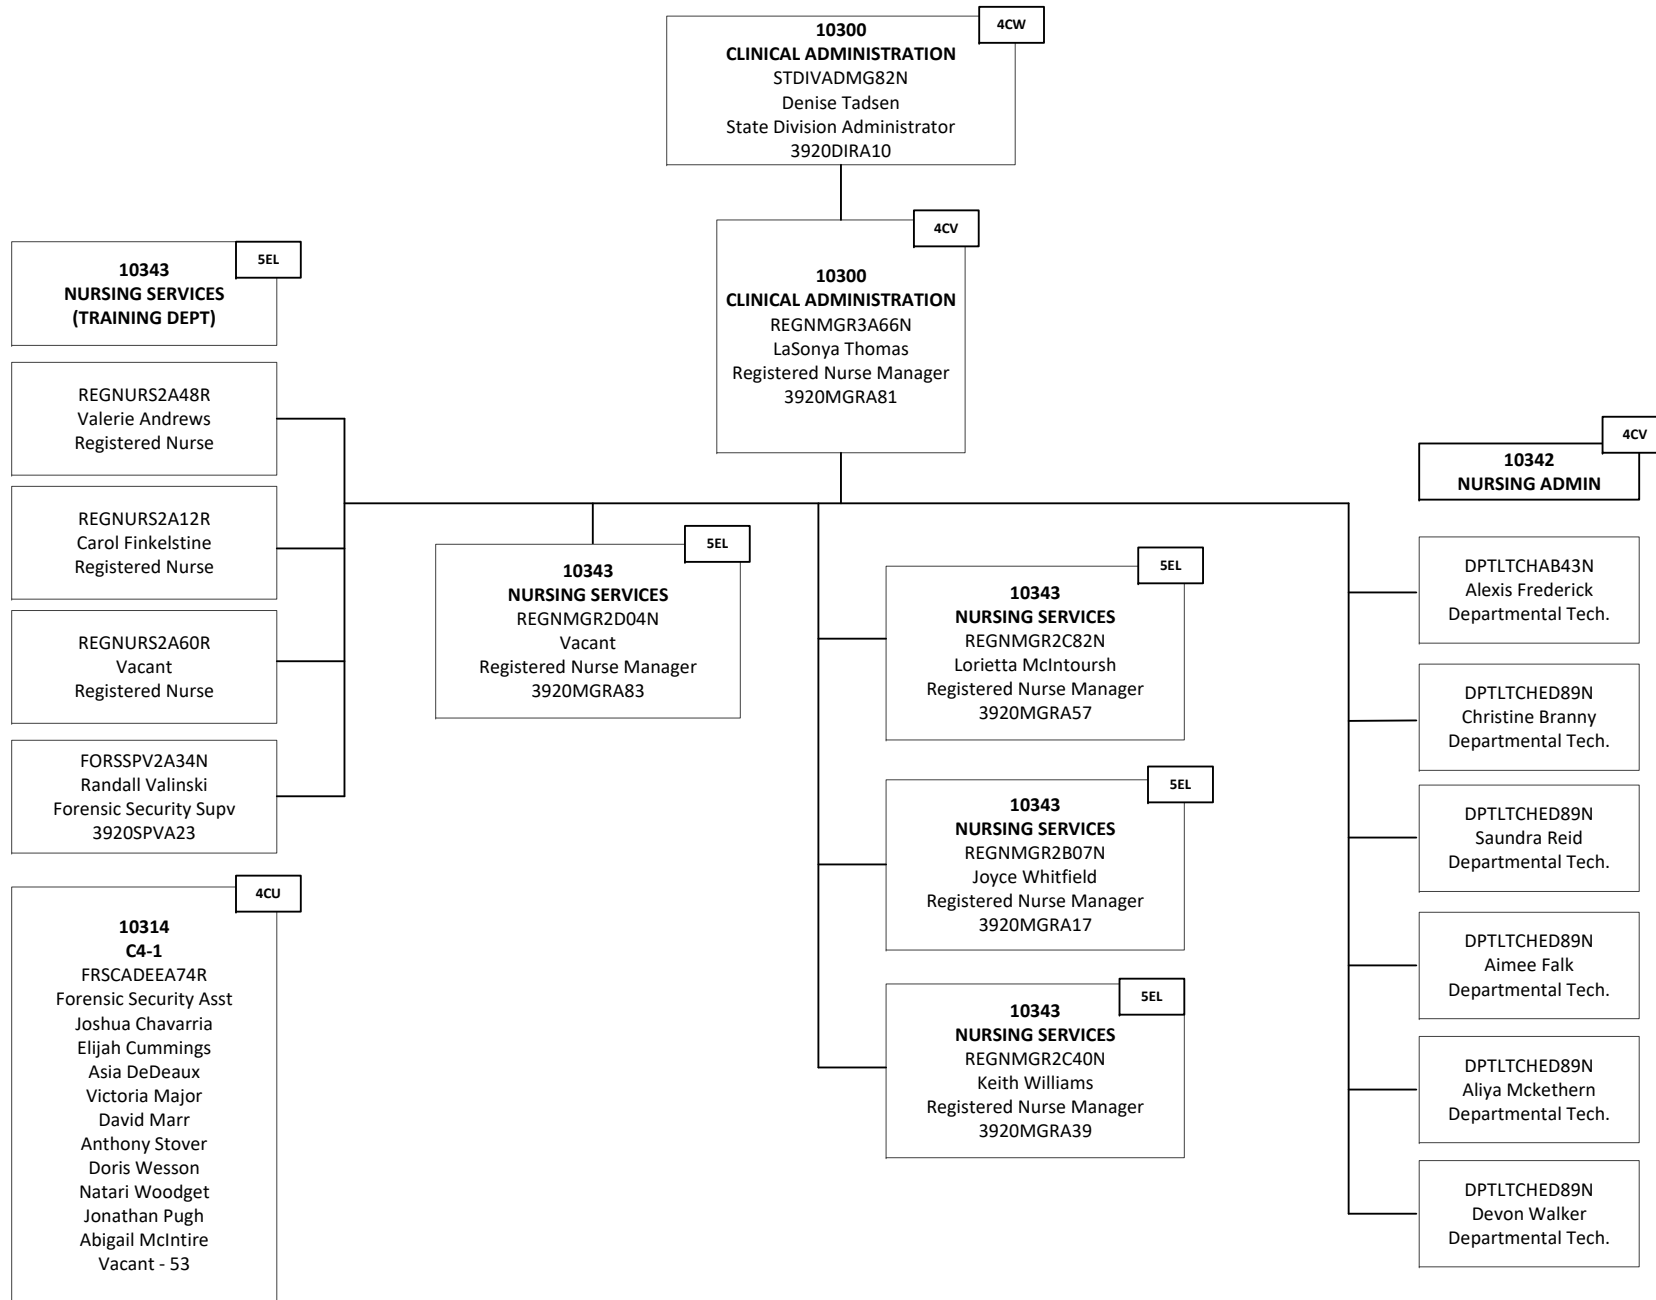 4CW
10300
CLINICAL ADMINISTRATION
STDIVADMG82N
Denise Tadsen
State Division Administrator
3920DIRA10
4CV
10300
CLINICAL ADMINISTRATION
REGNMGR3A66N
LaSonya Thomas
Registered Nurse Manager
3920MGRA81
5EL
10343
NURSING SERVICES
(TRAINING DEPT)
REGNURS2A48R
Valerie Andrews
Registered Nurse
REGNURS2A12R
Carol Finkelstine
Registered Nurse
REGNURS2A60R
Vacant
Registered Nurse
FORSSPV2A34N
Randall Valinski
Forensic Security Supv
3920SPVA23
4CU
10314
C4-1
FRSCADEEA74R
Forensic Security Asst
Joshua Chavarria
Elijah Cummings
Asia DeDeaux
Victoria Major
David Marr
Anthony Stover
Doris Wesson
Natari Woodget
Jonathan Pugh
Abigail McIntire
Vacant - 53
5EL
10343
NURSING SERVICES
REGNMGR2D04N
Vacant
Registered Nurse Manager
3920MGRA83
5EL
10343
NURSING SERVICES
REGNMGR2C82N
Lorietta McIntoursh
Registered Nurse Manager
3920MGRA57
5EL
10343
NURSING SERVICES
REGNMGR2B07N
Joyce Whitfield
Registered Nurse Manager
3920MGRA17
5EL
10343
NURSING SERVICES
REGNMGR2C40N
Keith Williams
Registered Nurse Manager
3920MGRA39
4CV
10342
NURSING ADMIN
DPTLTCHAB43N
Alexis Frederick
Departmental Tech.
DPTLTCHED89N
Christine Branny
Departmental Tech.
DPTLTCHED89N
Saundra Reid
Departmental Tech.
DPTLTCHED89N
Aimee Falk
Departmental Tech.
DPTLTCHED89N
Aliya Mckethern
Departmental Tech.
DPTLTCHED89N
Devon Walker
Departmental Tech.